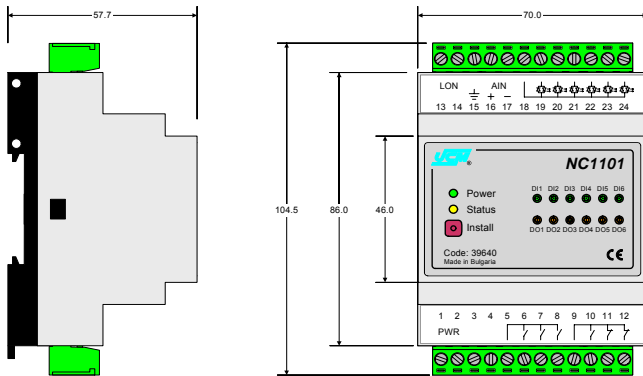 57.7
70.0
LON AIN
+ −
13 14 15 16 17 18 19 20 21 22 23 24
104.5
86.0
46.0
®
NC1101
Power
Status
Install
DI1 DI2 DI3 DI4 DI5 DI6
DO1 DO2 DO3 DO4 DO5 DO6
Code: 39640
Made in Bulgaria
CE
1 2 3 4 5 6 7 8 9 10 11 12
PWR